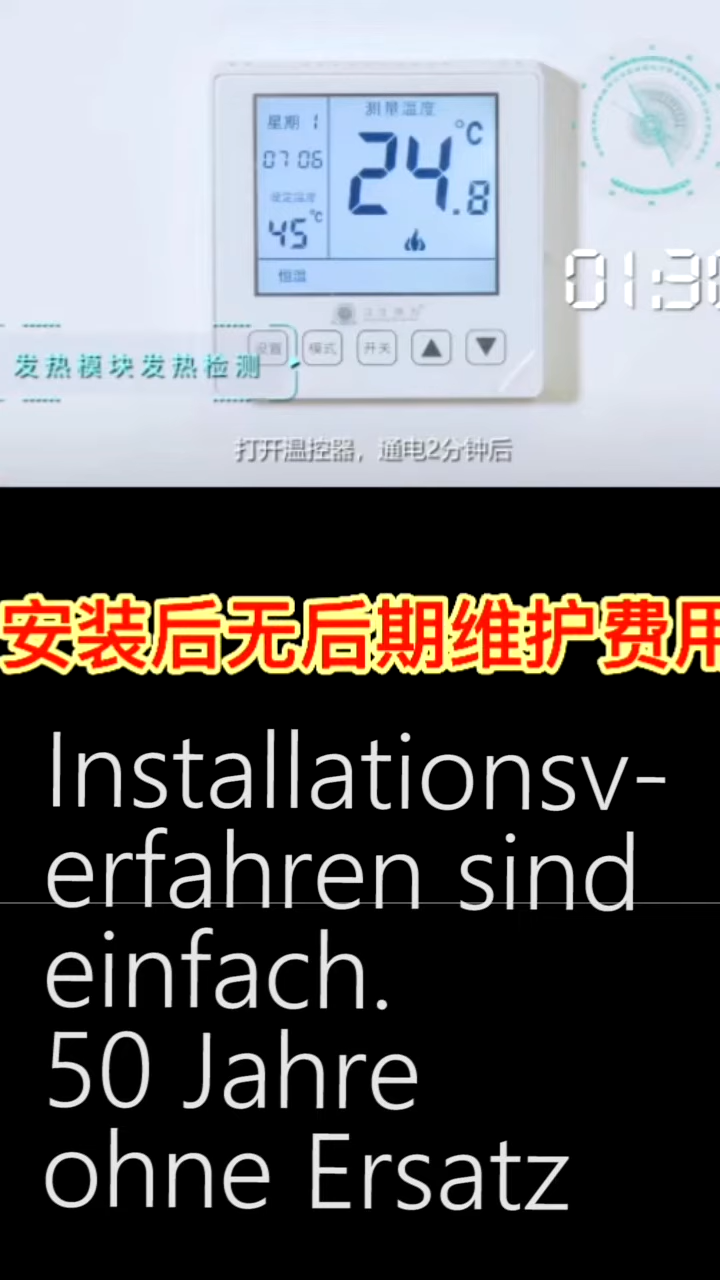 星期 1
测量温度
07 06
24.8
°C
设定温度
45
°C
恒温
设置
模式
开关
01:3
发热模块发热检测
打开温控器，通电2分钟后
安装后无后期维护费用
Installationsv-
erfahren sind
einfach.
50 Jahre
ohne Ersatz